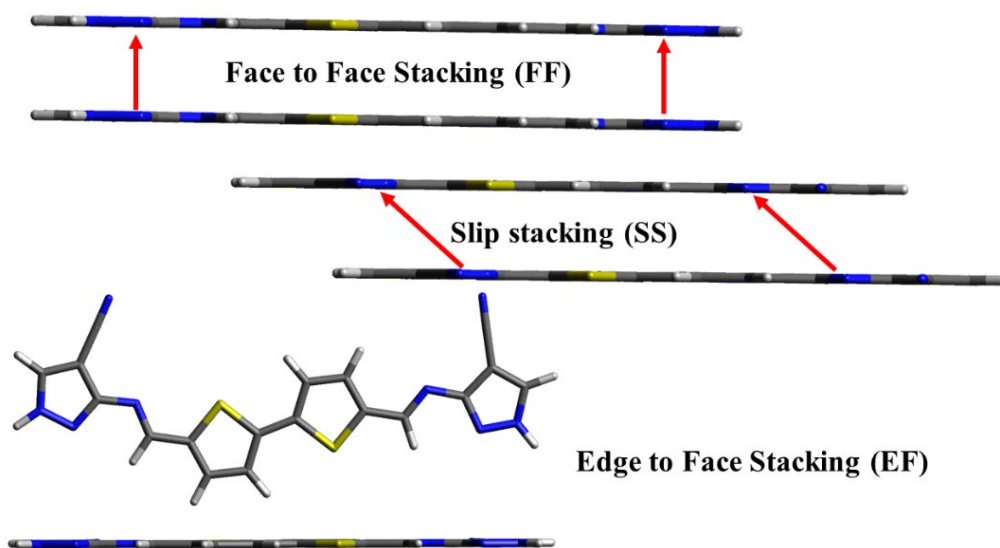 Face to Face Stacking (FF)
Slip stacking (SS)
Edge to Face Stacking (EF)